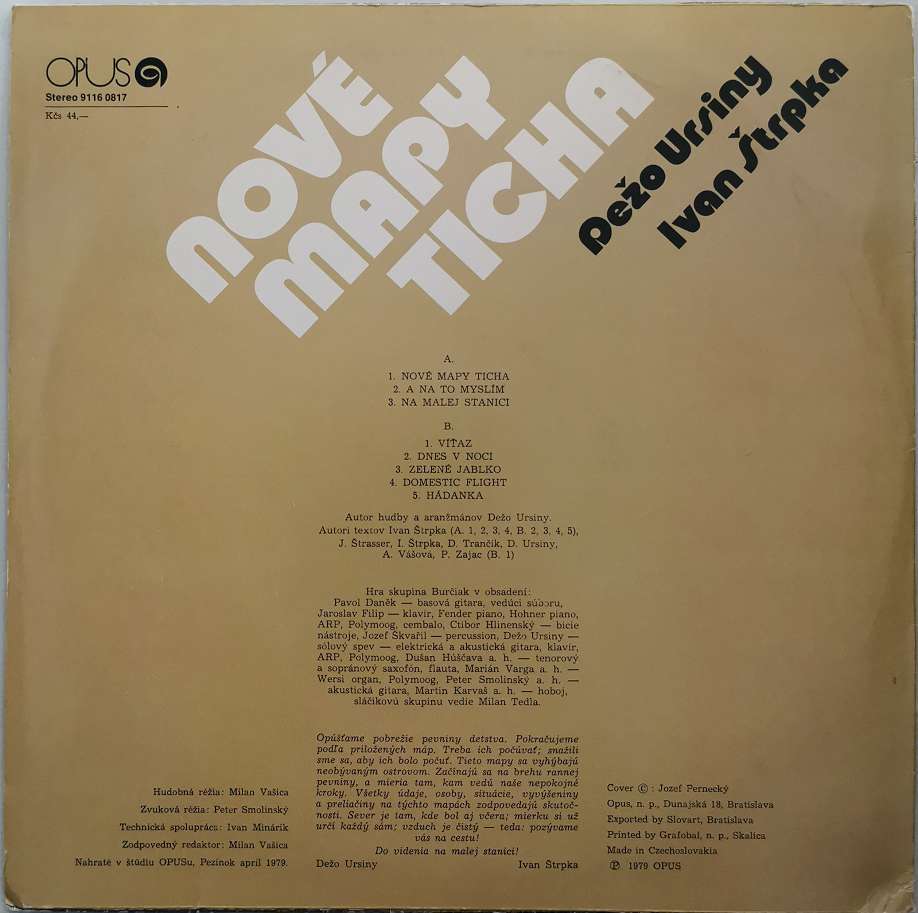 OPUS
Stereo 9116 0817
Kčs 44,—
NOVÉ
MAPY
TICHA
Dežo Ursiny
Ivan Štrpka
A.
1. NOVÉ MAPY TICHA
2. A NA TO MYSLÍM
3. NA MALEJ STANICI
B.
1. VÍŤAZ
2. DNES V NOCI
3. ZELENÉ JABLKO
4. DOMESTIC FLIGHT
5. HÁDANKA
Autor hudby a aranžmánov Dežo Ursiny.
Autori textov Ivan Štrpka (A. 1, 2, 3, 4, B. 2, 3, 4, 5),
J. Štrasser, I. Štrpka, D. Trančík, D. Ursiny,
A. Vášová, P. Zajac (B. 1)
Hra skupina Burčiak v obsadení:
Pavol Daněk — basová gitara, vedúci súboru,
Jaroslav Filip — klavír, Fender piano, Hohner piano,
ARP, Polymoog, cembalo, Ctibor Hlinenský — bicie
nástroje, Jozef Škvařil — percussion, Dežo Ursiny —
sólový spev — elektrická a akustická gitara, klavír,
ARP, Polymoog, Dušan Húščava a. h. — tenorový
a sopránový saxofón, flauta, Marián Varga a. h. —
Wersi organ, Polymoog, Peter Smolinský a. h. —
akustická gitara, Martin Karvaš a. h. — hoboj,
sláčikovú skupinu vedie Milan Tedla.
Opúšťame pobrežie pevniny detstva. Pokračujeme
podľa priložených máp. Treba ich počúvať; snažili
sme sa, aby ich bolo počuť. Tieto mapy sa vyhýbajú
neobývaným ostrovom. Začínajú sa na brehu rannej
pevniny, a mieria tam, kam vedú naše nepokojné
kroky. Všetky údaje, osoby, situácie, vyvýšeniny
a preliačiny na týchto mapách zodpovedajú skutoč-
nosti. Sever je tam, kde bol aj včera; mierku si už
určí každý sám; vzduch je čistý — teda: pozývame
vás na cestu!
Do videnia na malej stanici!
Dežo Ursiny Ivan Štrpka
Hudobná réžia: Milan Vašica
Zvuková réžia: Peter Smolinský
Technická spolupráca: Ivan Minárik
Zodpovedný redaktor: Milan Vašica
Nahraté v štúdiu OPUSu, Pezinok apríl 1979.
Cover ©: Jozef Pernecký
Opus, n. p., Dunajská 18, Bratislava
Exported by Slovart, Bratislava
Printed by Grafobal, n. p., Skalica
Made in Czechoslovakia
℗ 1979 OPUS